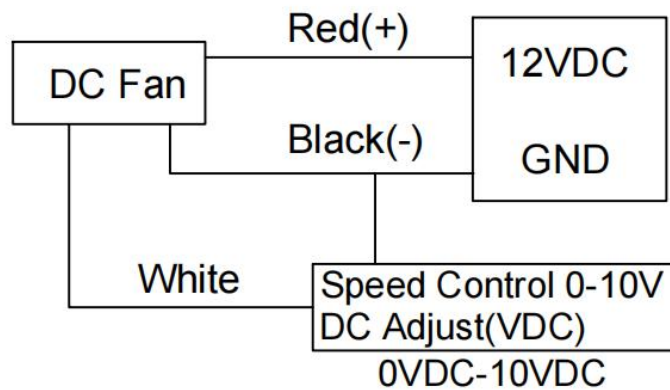 Red(+)
12VDC
DC Fan
Black(-)
GND
White
Speed Control 0-10V
DC Adjust(VDC)
0VDC-10VDC